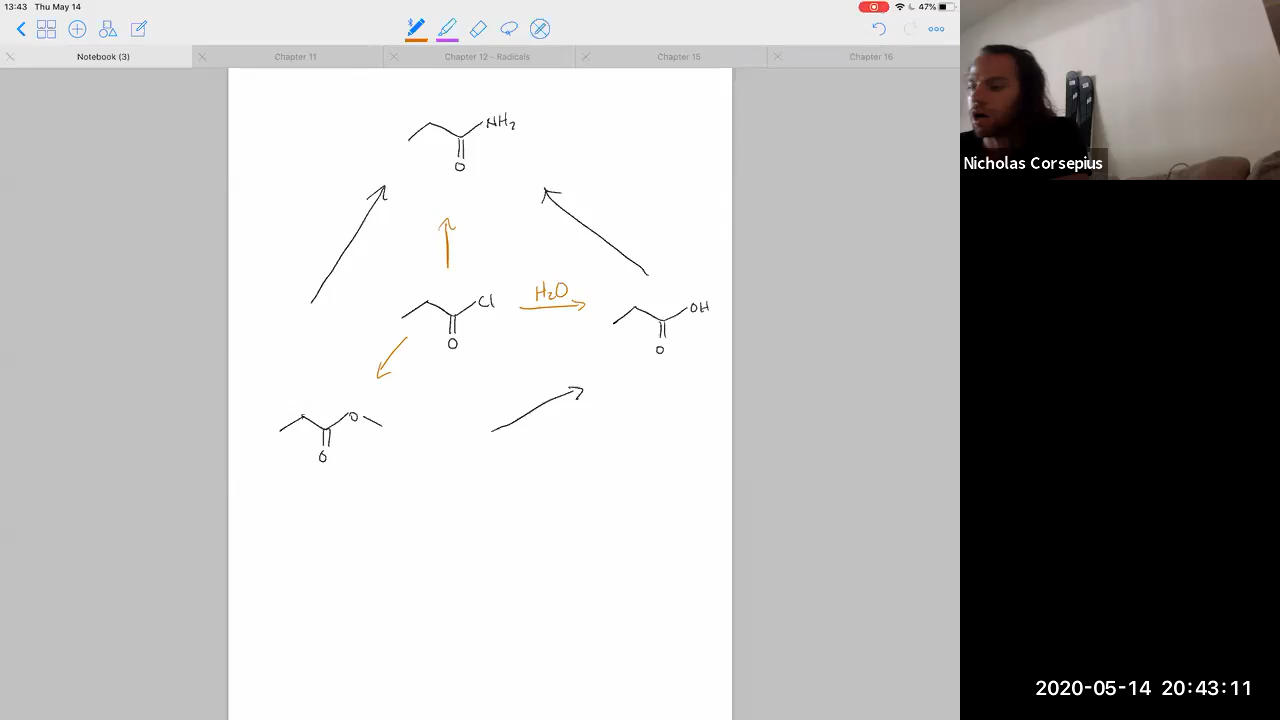 13:43 Thu May 14
47%
Notebook (3)
Chapter 11
Chapter 12 - Radicals
Chapter 15
Chapter 16
NH₂
O
Cl
O
H₂O
OH
O
O
O
Nicholas Corsepius
2020-05-14 20:43:11